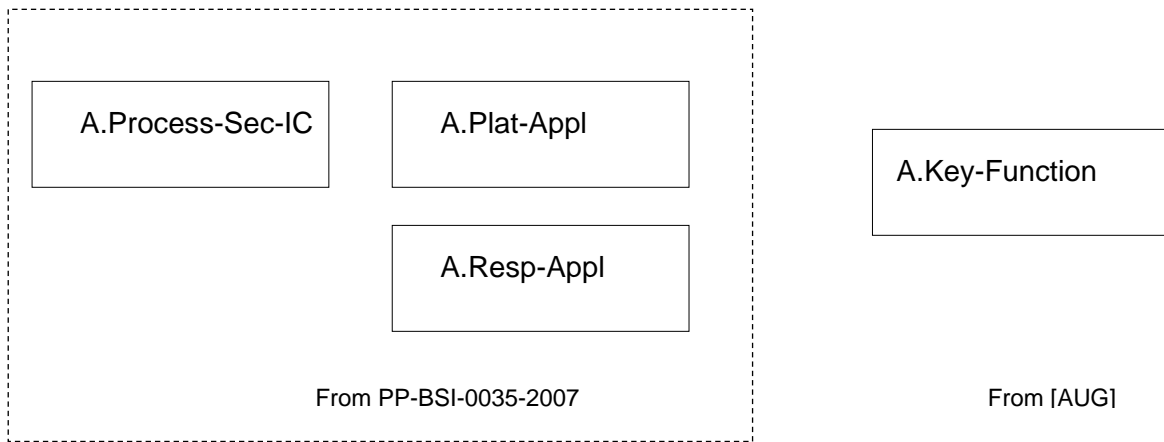 A.Process-Sec-IC
A.Plat-Appl
A.Key-Function
A.Resp-Appl
From PP-BSI-0035-2007
From [AUG]